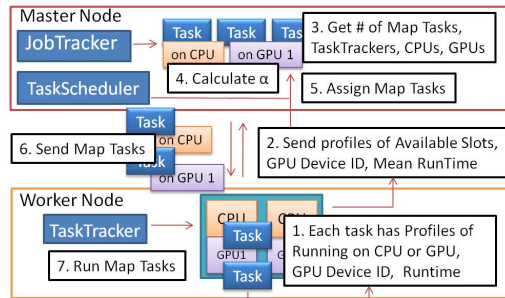 Master Node
JobTracker
Task
Task
Task
on CPU
on GPU 1
3. Get # of Map Tasks,
TaskTrackers, CPUs, GPUs
4. Calculate α
TaskScheduler
5. Assign Map Tasks
Task
on CPU
6. Send Map Tasks
Task
on GPU 1
2. Send profiles of Available Slots,
GPU Device ID, Mean RunTime
Worker Node
TaskTracker
CPU
CPU
GPU1
Task
Task
1. Each task has Profiles of
Running on CPU or GPU,
GPU Device ID, Runtime
7. Run Map Tasks